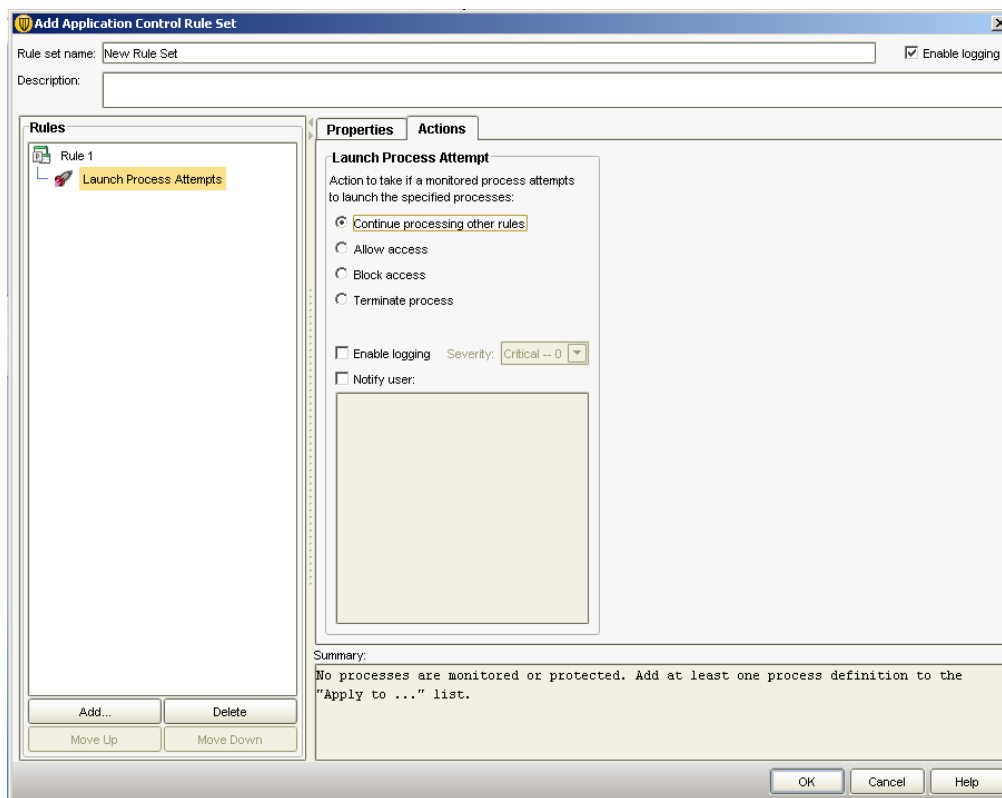 Add Application Control Rule Set
Rule set name: New Rule Set Enable logging
Description:
Rules
Rule 1
Launch Process Attempts
Add... Delete
Move Up Move Down
Properties Actions
Launch Process Attempt
Action to take if a monitored process attempts
to launch the specified processes:
Continue processing other rules
Allow access
Block access
Terminate process
Enable logging Severity: Critical -- 0
Notify user:
Summary:
No processes are monitored or protected. Add at least one process definition to the
"Apply to ..." list.
OK Cancel Help